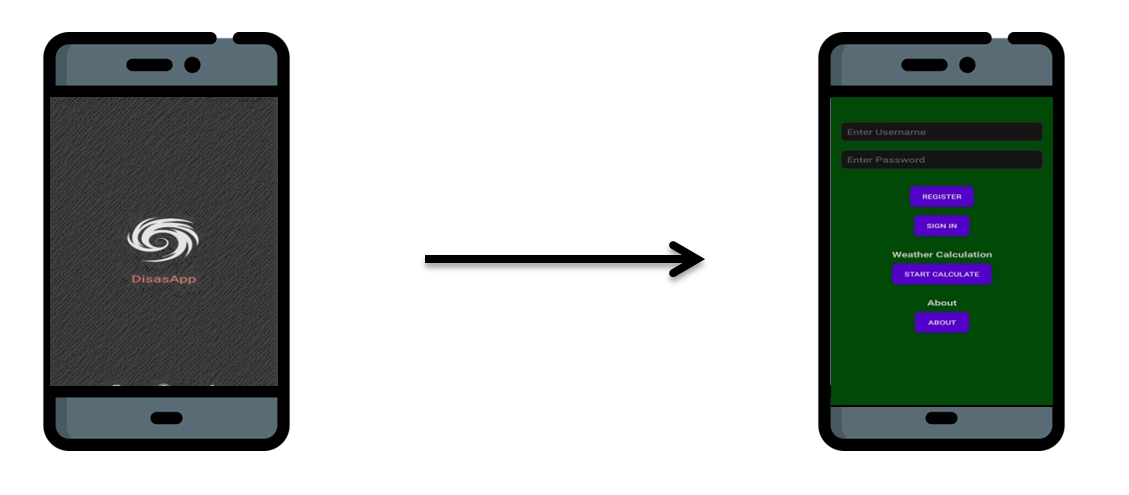 DisasApp
Enter Username
Enter Password
REGISTER
SIGN IN
Weather Calculation
START CALCULATE
About
ABOUT